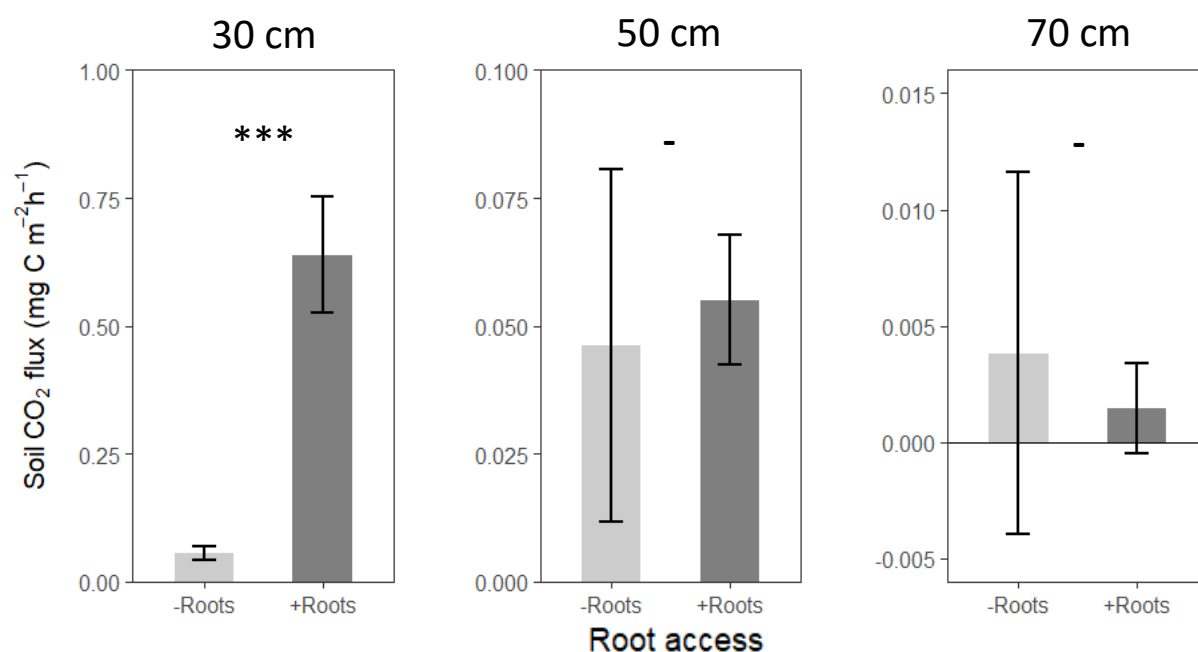 30 cm
50 cm
70 cm
Soil CO₂ flux (mg C m⁻²h⁻¹)
1.00
0.75
0.50
0.25
0.00
***
-Roots
+Roots
0.100
0.075
0.050
0.025
0.000
-
-Roots
+Roots
0.015
0.010
0.005
0.000
-0.005
-
-Roots
+Roots
Root access